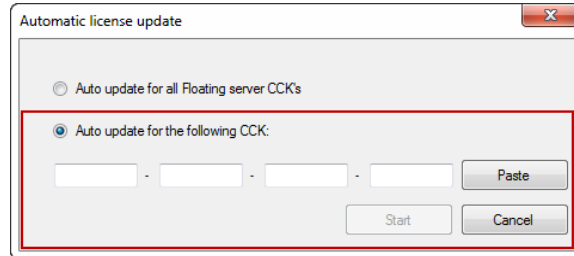 Automatic license update
Auto update for all Floating server CCK's
Auto update for the following CCK:
- - - Paste
Start Cancel